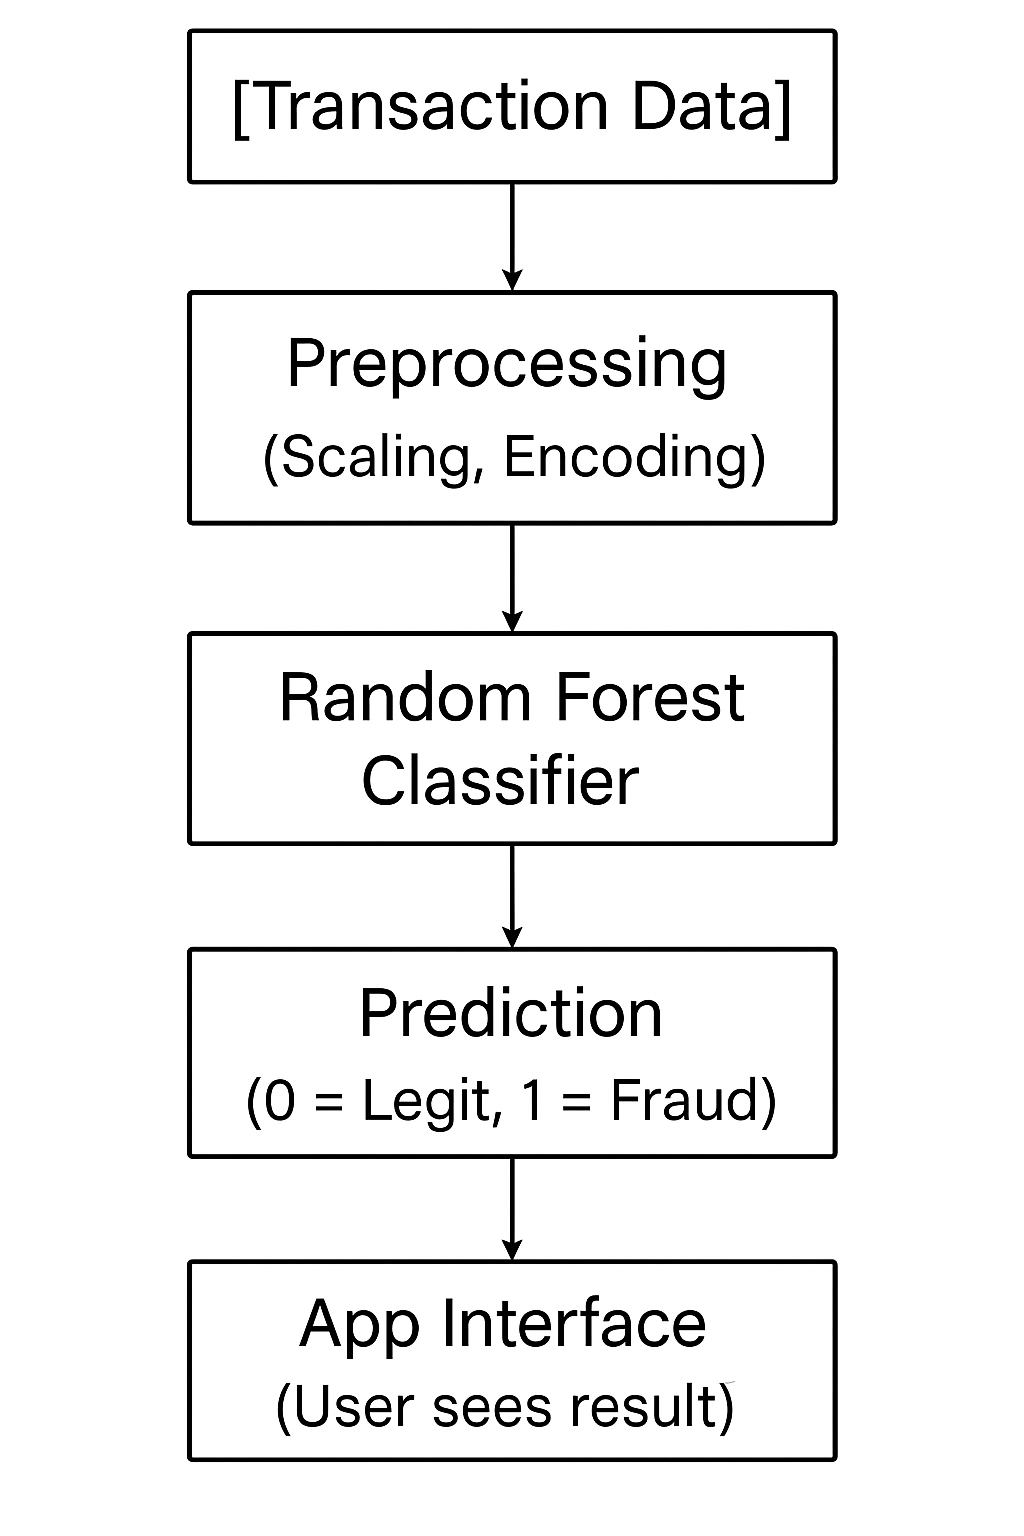 [Transaction Data]
Preprocessing
(Scaling, Encoding)
Random Forest
Classifier
Prediction
(0 = Legit, 1 = Fraud)
App Interface
(User sees result)